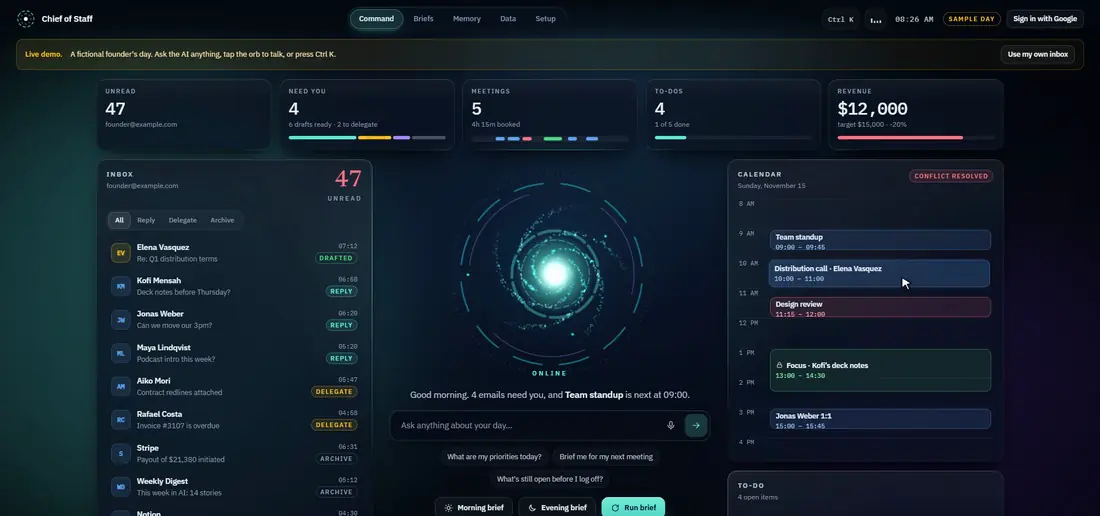 Chief of Staff
Command
Briefs
Memory
Data
Setup
Ctrl K
08:26 AM
SAMPLE DAY
Sign in with Google
Live demo. A fictional founder's day. Ask the AI anything, tap the orb to talk, or press Ctrl K.
Use my own inbox
UNREAD
47
founder@example.com
NEED YOU
4
6 drafts ready · 2 to delegate
MEETINGS
5
4h 15m booked
TO-DOS
4
1 of 5 done
REVENUE
$12,000
target $15,000 · -20%
INBOX
founder@example.com
47
UNREAD
All
Reply
Delegate
Archive
EV
Elena Vasquez
Re: Q1 distribution terms
07:12
DRAFTED
KM
Kofi Mensah
Deck notes before Thursday?
06:58
REPLY
JW
Jonas Weber
Can we move our 3pm?
06:20
REPLY
ML
Maya Lindqvist
Podcast intro this week?
06:20
REPLY
AM
Aiko Mori
Contract redlines attached
05:47
DELEGATE
RC
Rafael Costa
Invoice #3107 is overdue
04:58
DELEGATE
S
Stripe
Payout of $21,380 initiated
06:31
ARCHIVE
WD
Weekly Digest
This week in AI: 14 stories
05:12
ARCHIVE
Notion
04:30
ONLINE
Good morning. 4 emails need you, and Team standup is next at 09:00.
Ask anything about your day...
What are my priorities today?
Brief me for my next meeting
What's still open before I log off?
Morning brief
Evening brief
Run brief
CALENDAR
Sunday, November 15
CONFLICT RESOLVED
8 AM
9 AM
Team standup
09:00 – 09:45
10 AM
Distribution call · Elena Vasquez
10:00 – 11:00
11 AM
Design review
11:15 – 12:00
12 PM
1 PM
Focus · Kofi's deck notes
13:00 – 14:30
2 PM
3 PM
Jonas Weber 1:1
15:00 – 15:45
4 PM
TO-DO
4 open items